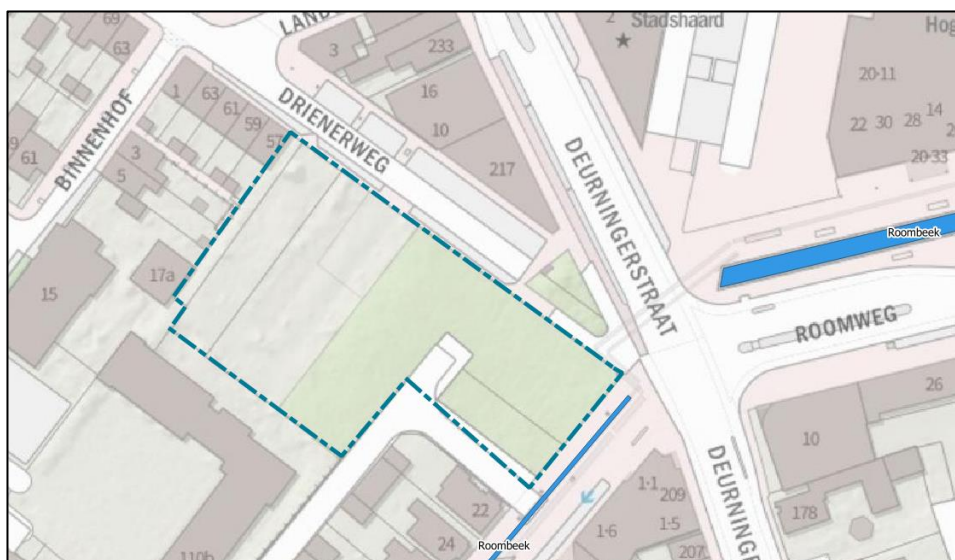 LAND
Stadshaard
Hog
2
69
63
3
233
20-11
16
22 30 28 14
10
2
20-33
1
63
61
59
57
DRIENERWEG
BINNENHOF
9
61
3
5
217
DEURNINGERSTRAAT
Roombeek
17a
15
ROOMWEG
26
10
DEURNING
1-1
209
178
22
1-6
1-5
24
207
Roombeek
110b